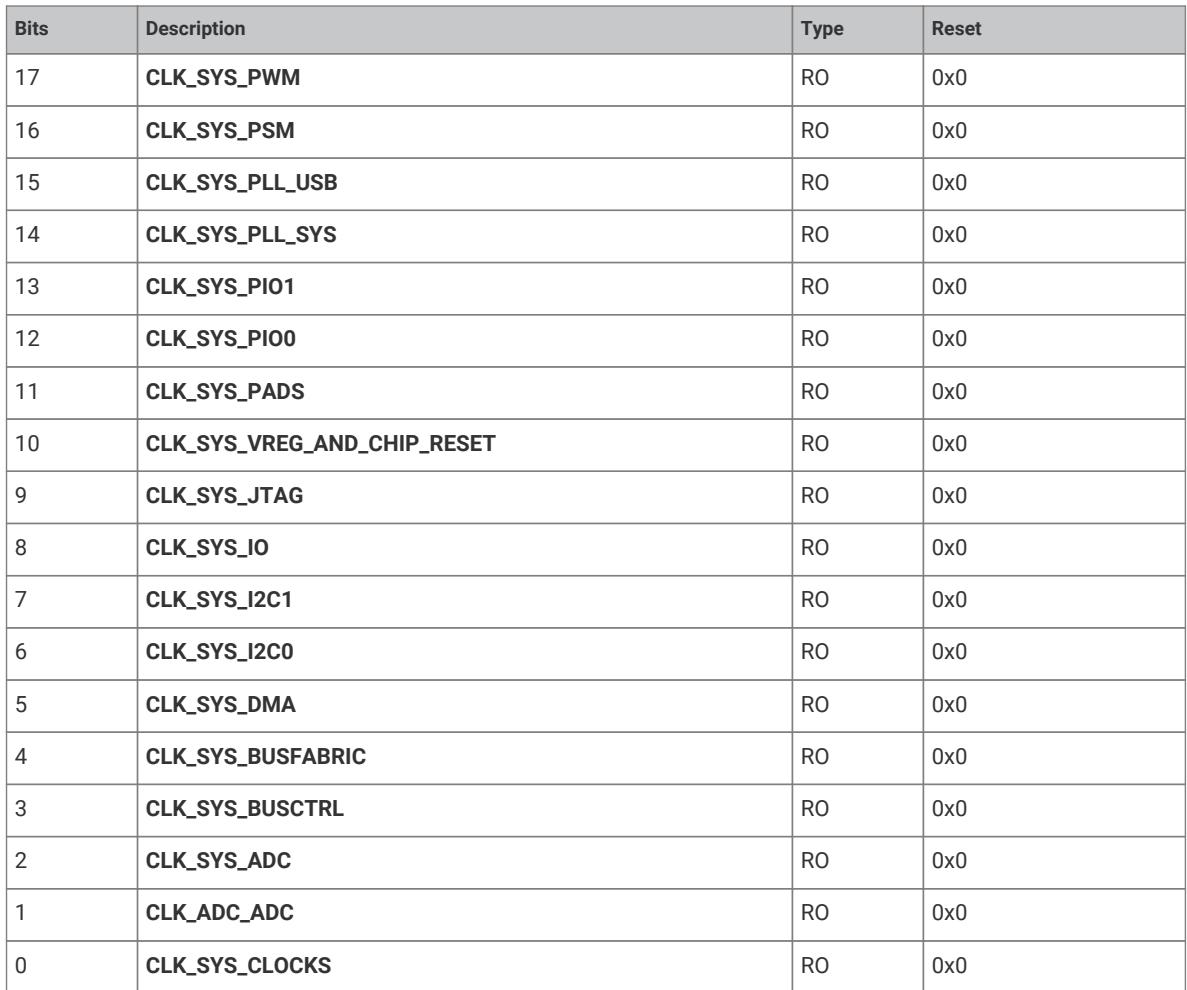 Bits Description Type Reset
17 CLK_SYS_PWM RO 0x0
16 CLK_SYS_PSM RO 0x0
15 CLK_SYS_PLL_USB RO 0x0
14 CLK_SYS_PLL_SYS RO 0x0
13 CLK_SYS_PIO1 RO 0x0
12 CLK_SYS_PIO0 RO 0x0
11 CLK_SYS_PADS RO 0x0
10 CLK_SYS_VREG_AND_CHIP_RESET RO 0x0
9 CLK_SYS_JTAG RO 0x0
8 CLK_SYS_IO RO 0x0
7 CLK_SYS_I2C1 RO 0x0
6 CLK_SYS_I2C0 RO 0x0
5 CLK_SYS_DMA RO 0x0
4 CLK_SYS_BUSFABRIC RO 0x0
3 CLK_SYS_BUSCTRL RO 0x0
2 CLK_SYS_ADC RO 0x0
1 CLK_ADC_ADC RO 0x0
0 CLK_SYS_CLOCKS RO 0x0